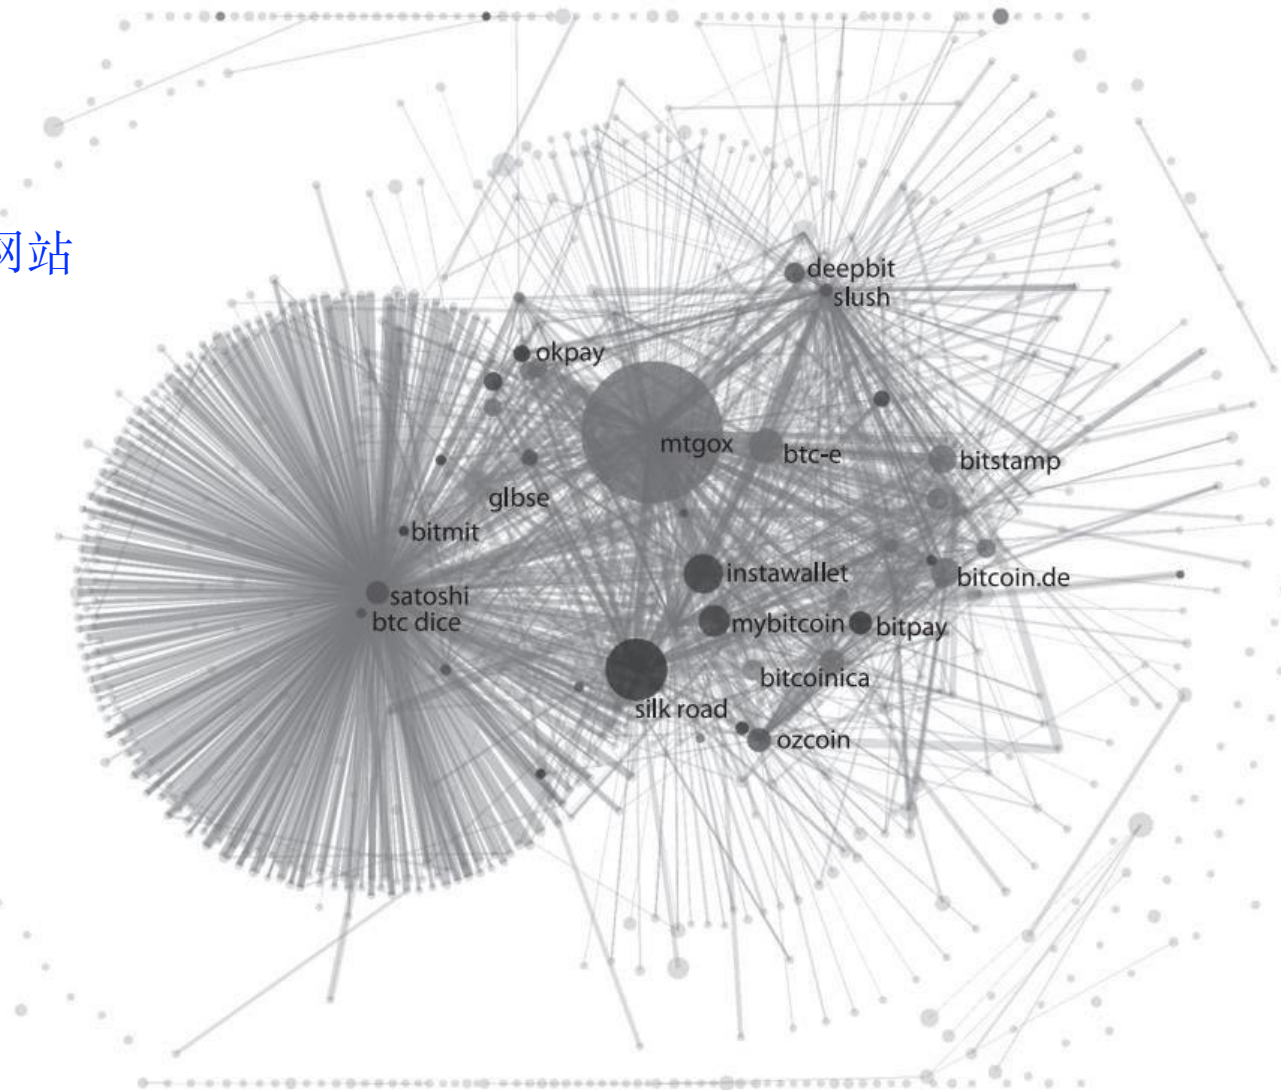 网站
deepbit
slush
okpay
mtgox
btc-e
bitstamp
glbse
bitmit
instawallet
bitcoin.de
satoshi
btc dice
mybitcoin
bitpay
bitcoinica
silk road
ozcoin